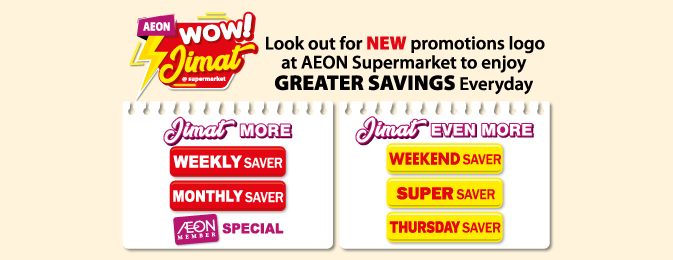 AEON
WOW!
Jimat
@ supermarket
Look out for NEW promotions logo
at AEON Supermarket to enjoy
GREATER SAVINGS Everyday
Jimat MORE
WEEKLY SAVER
MONTHLY SAVER
AEON MEMBER SPECIAL
Jimat EVEN MORE
WEEKEND SAVER
SUPER SAVER
THURSDAY SAVER